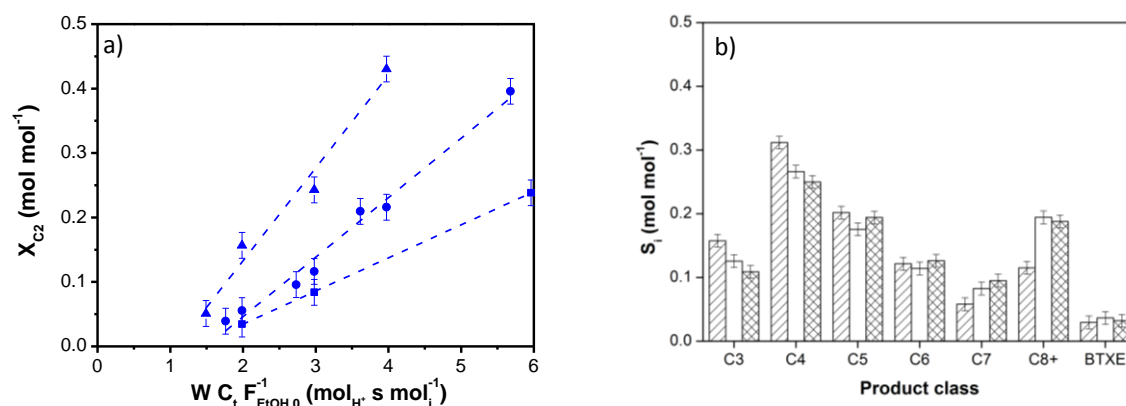 a)
0.5
0.4
0.3
0.2
0.1
0.0
X_C2 (mol mol⁻¹)
0 1 2 3 4 5 6
W C_t F_EtOH,0⁻¹ (mol_H⁺ s mol_i⁻¹)
b)
0.5
0.4
0.3
0.2
0.1
0.0
S_i (mol mol⁻¹)
C3 C4 C5 C6 C7 C8+ BTXE
Product class